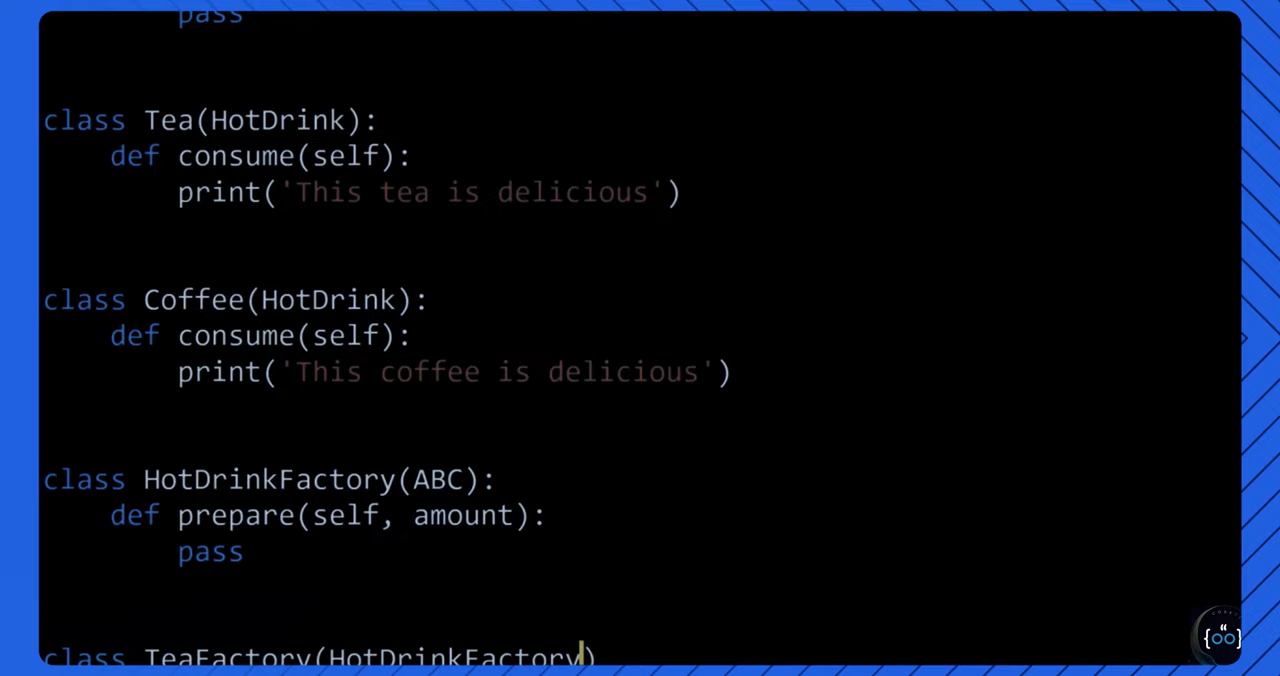 pass
class Tea(HotDrink):
def consume(self):
print('This tea is delicious')
class Coffee(HotDrink):
def consume(self):
print('This coffee is delicious')
class HotDrinkFactory(ABC):
def prepare(self, amount):
pass
class TeaFactory(HotDrinkFactory)
{oo}